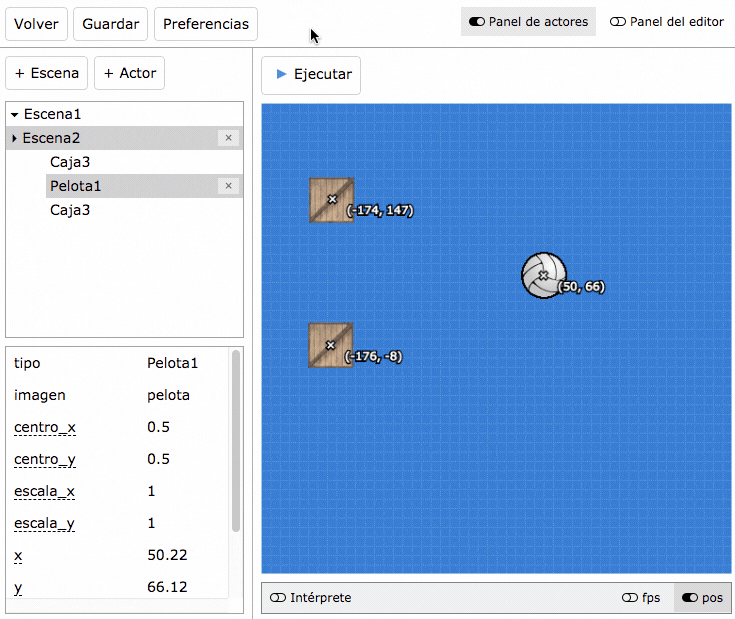 Volver Guardar Preferencias Panel de actores Panel del editor
+ Escena + Actor Ejecutar
Escena1
Escena2 ×
Caja3
Pelota1 ×
Caja3
(-174, 147)
(50, 66)
(-176, -8)
tipo Pelota1
imagen pelota
centro_x 0.5
centro_y 0.5
escala_x 1
escala_y 1
x 50.22
y 66.12
Intérprete fps pos